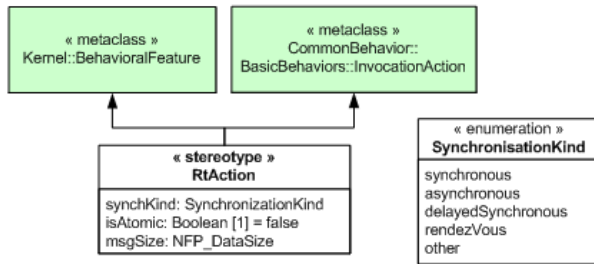 « metaclass »
Kernel::BehavioralFeature
« metaclass »
CommonBehavior::
BasicBehaviors::InvocationAction
« stereotype »
RtAction
synchKind: SynchronizationKind
isAtomic: Boolean [1] = false
msgSize: NFP_DataSize
« enumeration »
SynchronisationKind
synchronous
asynchronous
delayedSynchronous
rendezVous
other